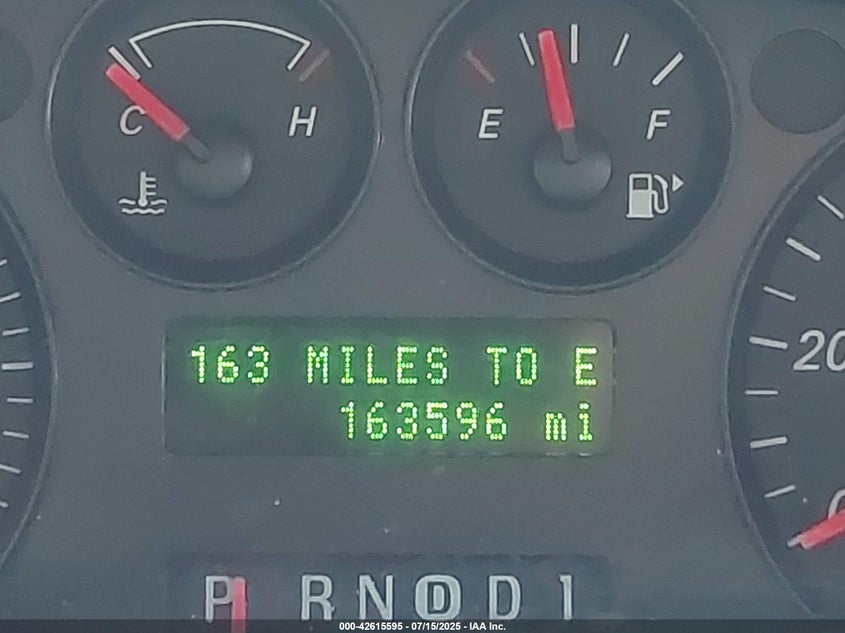 C H
E F
163 MILES TO E
163596 mi
20
P R N D D 1
000-42615595 - 07/15/2025 - IAA Inc.